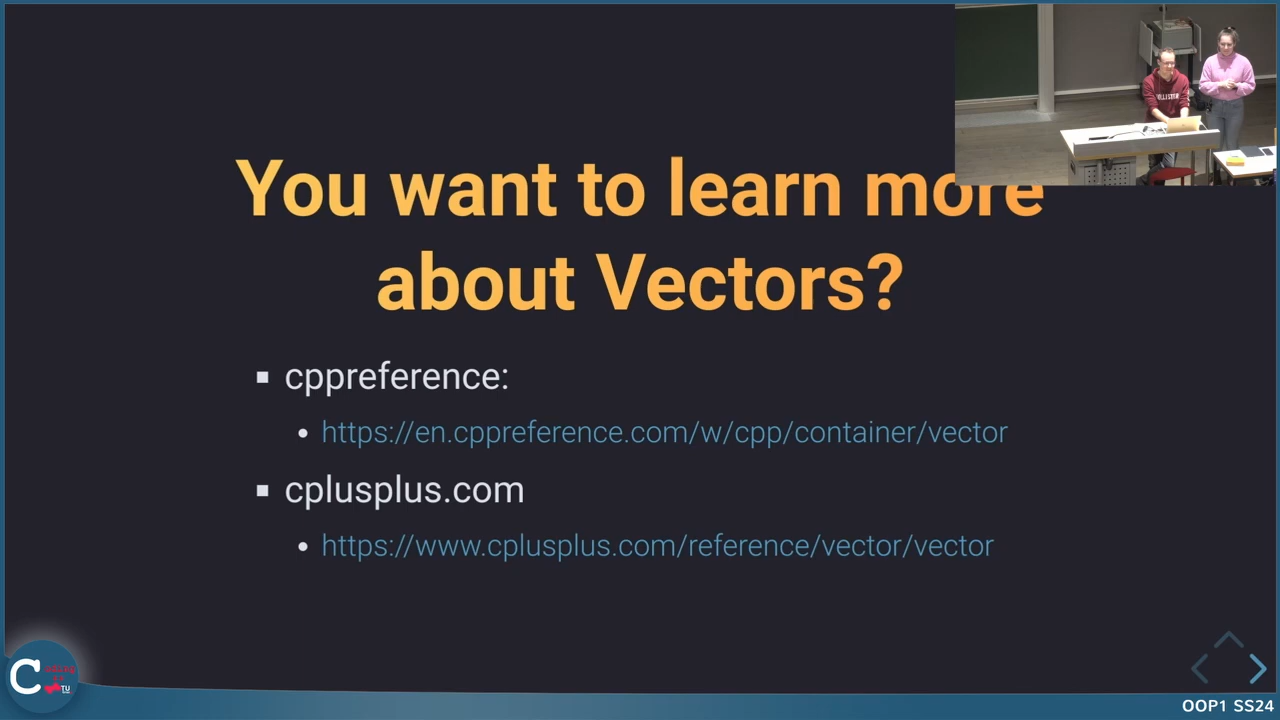 You want to learn more
about Vectors?
cppreference:
https://en.cppreference.com/w/cpp/container/vector
cplusplus.com
https://www.cplusplus.com/reference/vector/vector
C
TU
OOP1 SS24